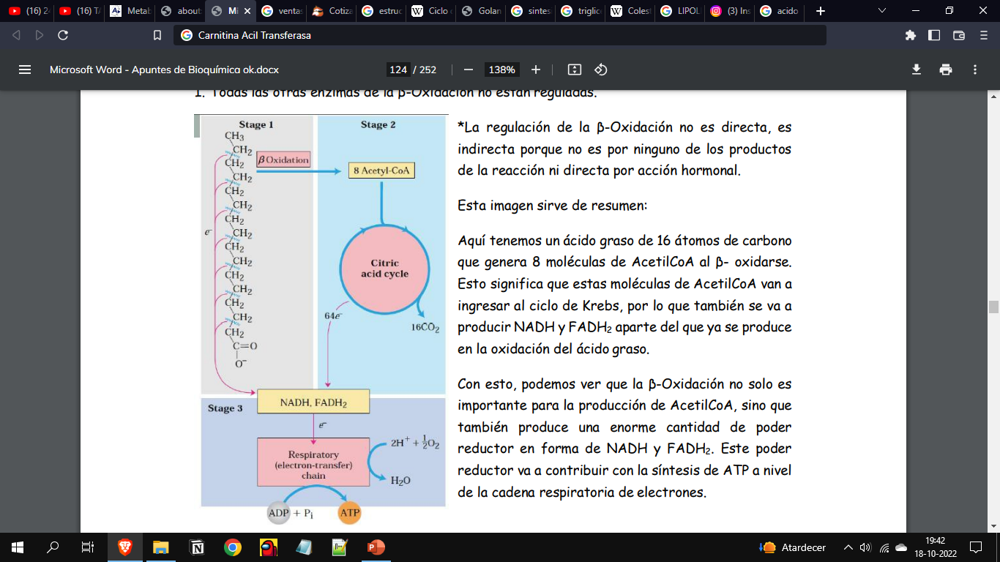 (16) 24
(16) TA
Metab
about:
Mi
ventas
Cotiza
estruc
Ciclo d
Golan
sintesi
triglic
Colest
LIPOL
(3) Ins
acido
Carnitina Acil Transferasa
Microsoft Word - Apuntes de Bioquímica ok.docx
124 / 252
138%
1. Todas las otras enzimas de la β-Oxidación no están reguladas.
Stage 1
CH3
CH2
CH2
CH2
CH2
CH2
CH2
CH2
CH2
CH2
CH2
CH2
CH2
CH2
CH2
C=O
O⁻
e⁻
β Oxidation
Stage 2
8 Acetyl-CoA
Citric
acid cycle
64e⁻
16CO₂
NADH, FADH₂
Stage 3
e⁻
Respiratory
(electron-transfer)
chain
2H⁺ + ½O₂
H₂O
ADP + Pi
ATP
*La regulación de la β-Oxidación no es directa, es
indirecta porque no es por ninguno de los productos
de la reacción ni directa por acción hormonal.
Esta imagen sirve de resumen:
Aquí tenemos un ácido graso de 16 átomos de carbono
que genera 8 moléculas de AcetilCoA al β- oxidarse.
Esto significa que estas moléculas de AcetilCoA van a
ingresar al ciclo de Krebs, por lo que también se va a
producir NADH y FADH₂ aparte del que ya se produce
en la oxidación del ácido graso.
Con esto, podemos ver que la β-Oxidación no solo es
importante para la producción de AcetilCoA, sino que
también produce una enorme cantidad de poder
reductor en forma de NADH y FADH₂. Este poder
reductor va a contribuir con la síntesis de ATP a nivel
de la cadena respiratoria de electrones.
Atardecer
19:42
18-10-2022